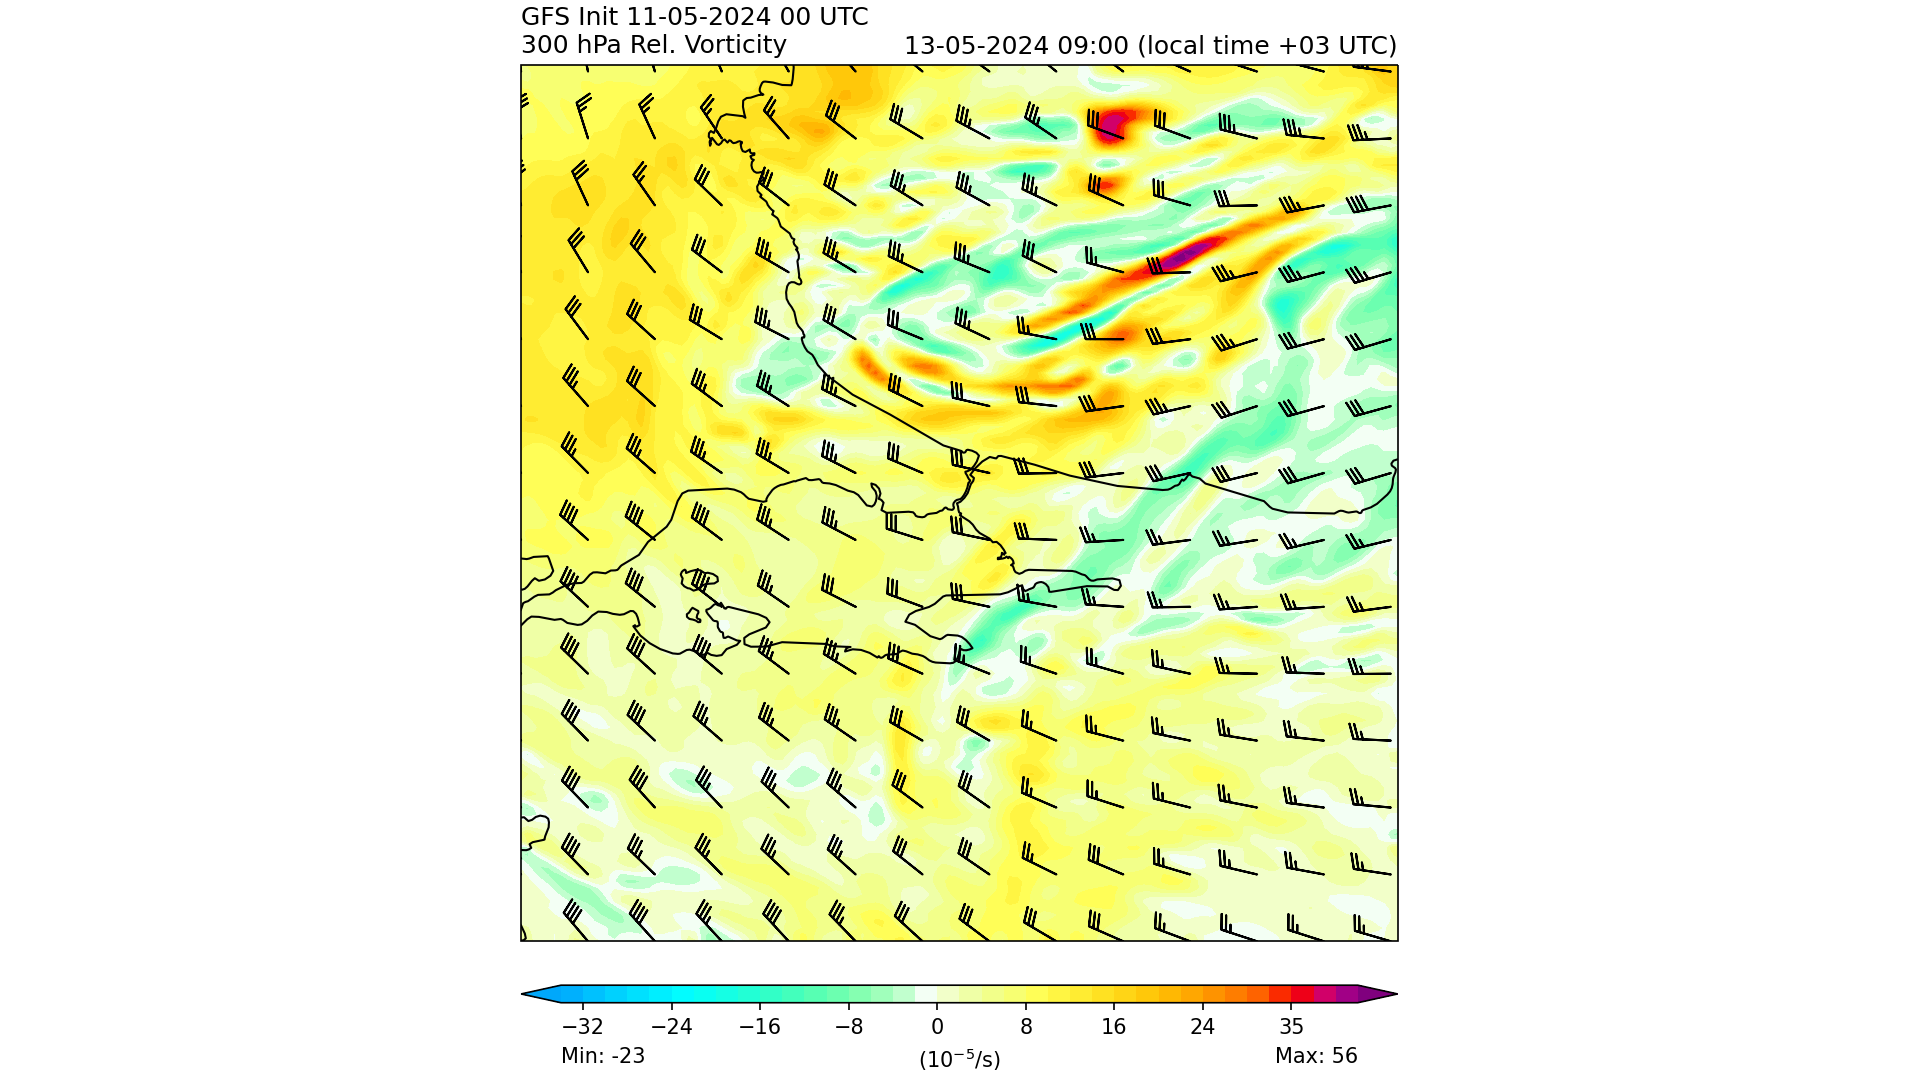 GFS Init 11-05-2024 00 UTC
300 hPa Rel. Vorticity
13-05-2024 09:00 (local time +03 UTC)
−32 −24 −16 −8 0 8 16 24 35
Min: -23 (10⁻⁵/s) Max: 56